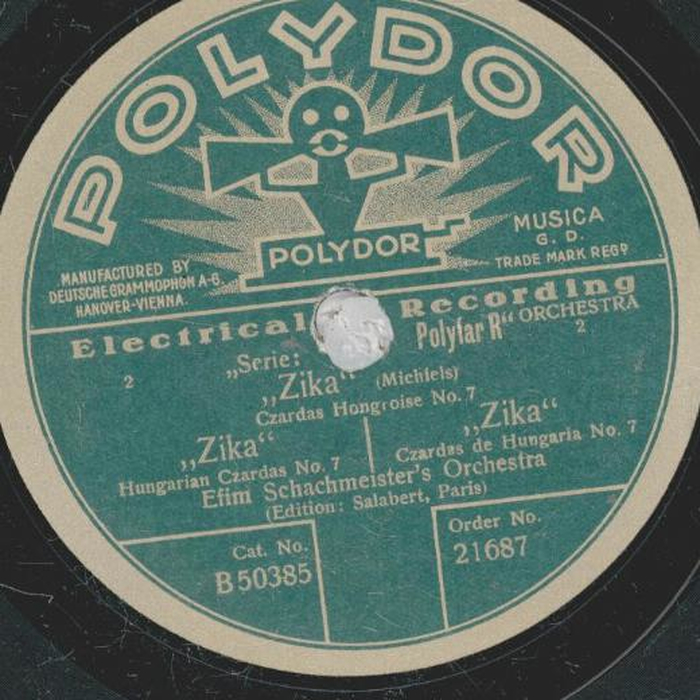 POLYDOR
POLYDOR
MUSICA
G. D.
TRADE MARK REGD
MANUFACTURED BY
DEUTSCHE GRAMMOPHON A-G.
HANOVER-VIENNA.
Electrical Recording
„Serie: Polyfar R“ ORCHESTRA
2 2
„Zika“ (Michiels)
Czardas Hongroise No. 7
„Zika“
Hungarian Czardas No. 7
„Zika“
Czardas de Hungaria No. 7
Efim Schachmeister's Orchestra
(Edition: Salabert, Paris)
Cat. No.
B 50385
Order No.
21687